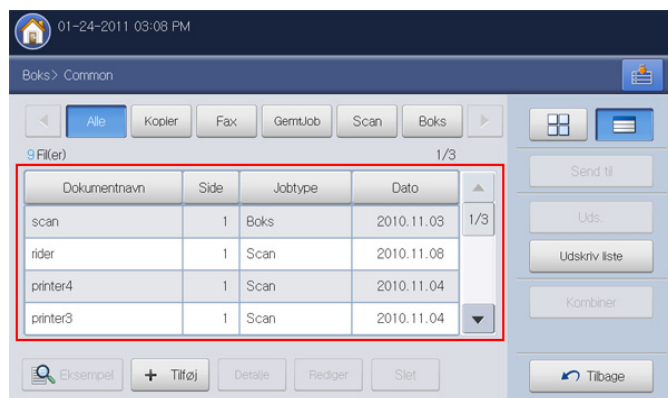 01-24-2011 03:08 PM
Boks> Common
Alle Kopier Fax GemtJob Scan Boks
9 Fil(er) 1/3
Dokumentnavn Side Jobtype Dato
scan 1 Boks 2010.11.03 1/3
rider 1 Scan 2010.11.08
printer4 1 Scan 2010.11.04
printer3 1 Scan 2010.11.04
Send til
Uds.
Udskriv liste
Kombiner
Eksempel + Tilføj Detalje Rediger Slet
Tilbage